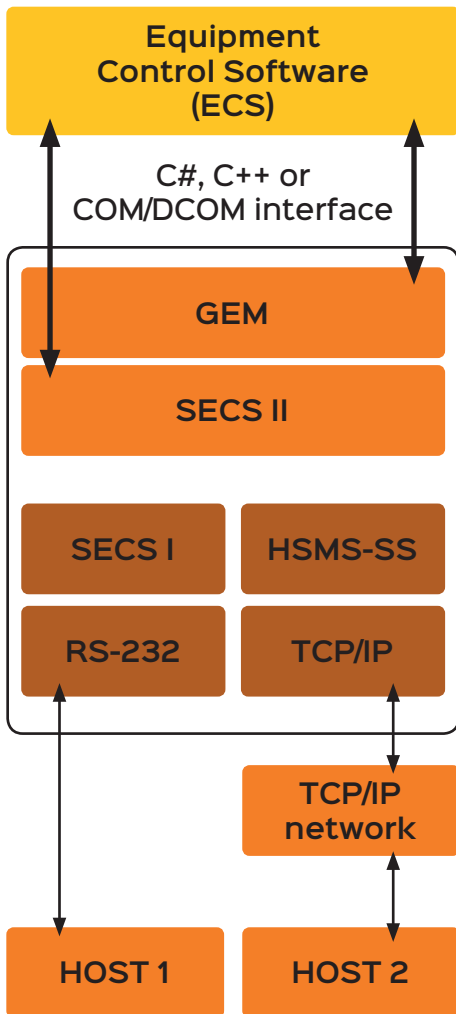 Equipment
Control Software
(ECS)
C#, C++ or
COM/DCOM interface
GEM
SECS II
SECS I
HSMS-SS
RS-232
TCP/IP
TCP/IP
network
HOST 1
HOST 2